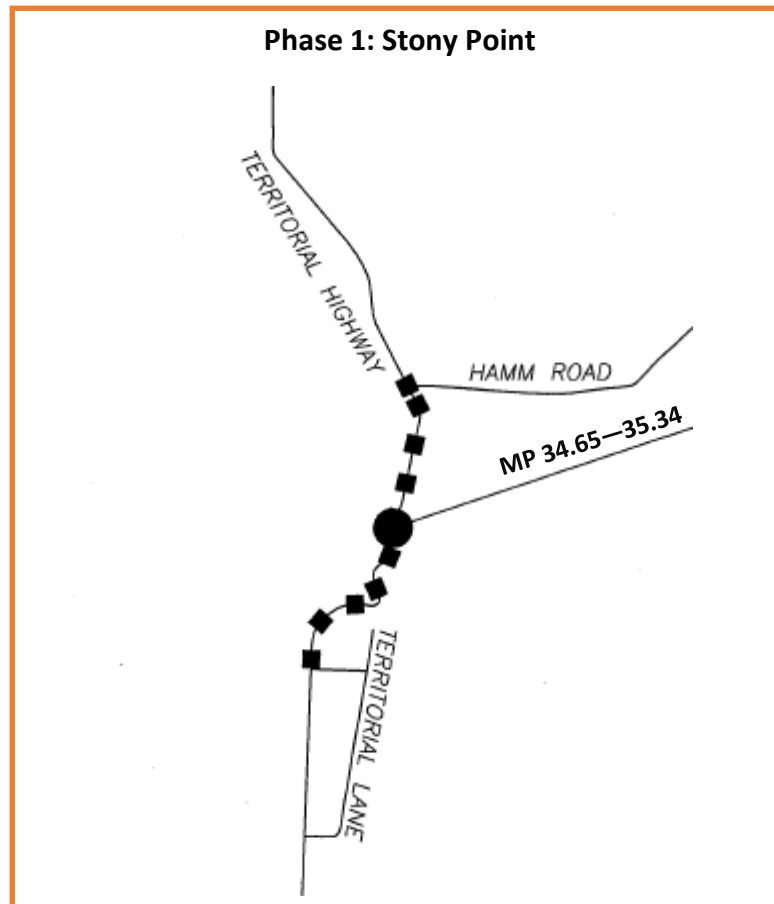 Phase 1: Stony Point
TERRITORIAL HIGHWAY
HAMM ROAD
MP 34.65—35.34
TERRITORIAL LANE